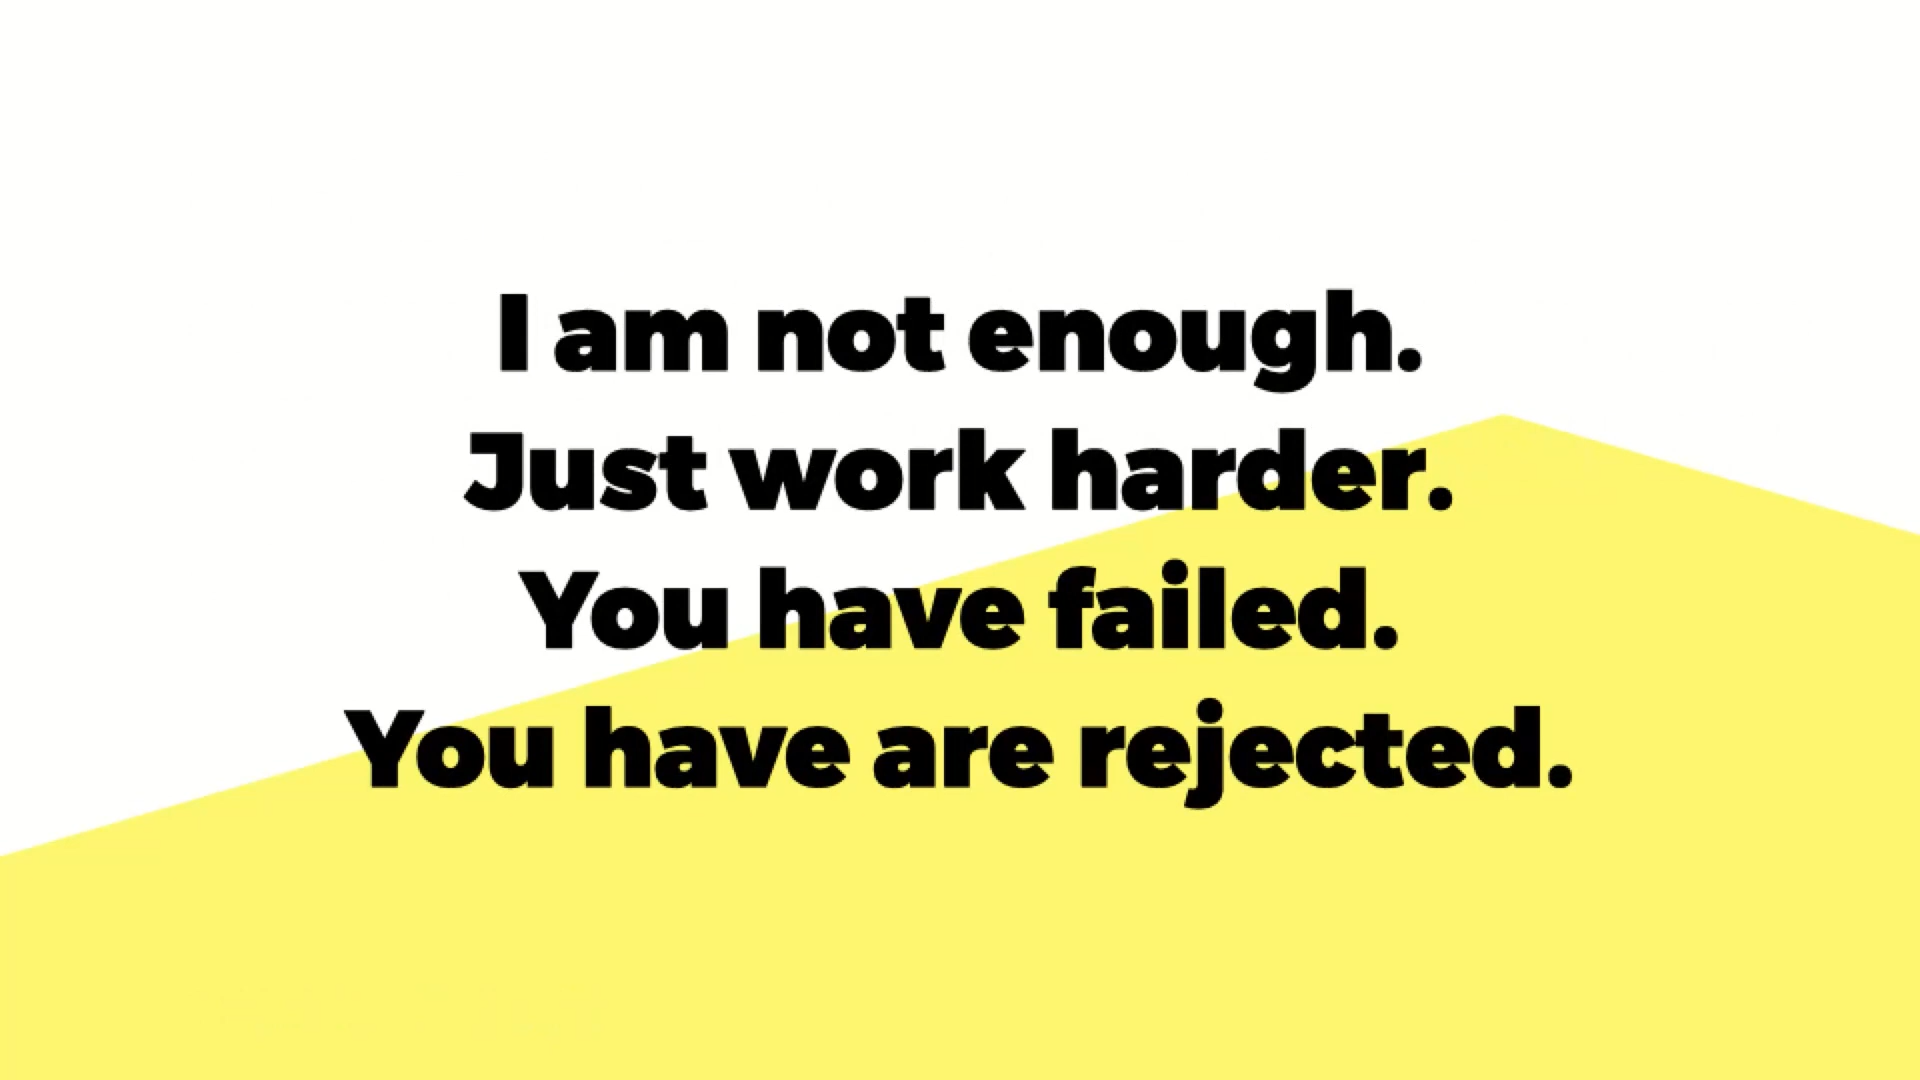 I am not enough.
Just work harder.
You have failed.
You have are rejected.